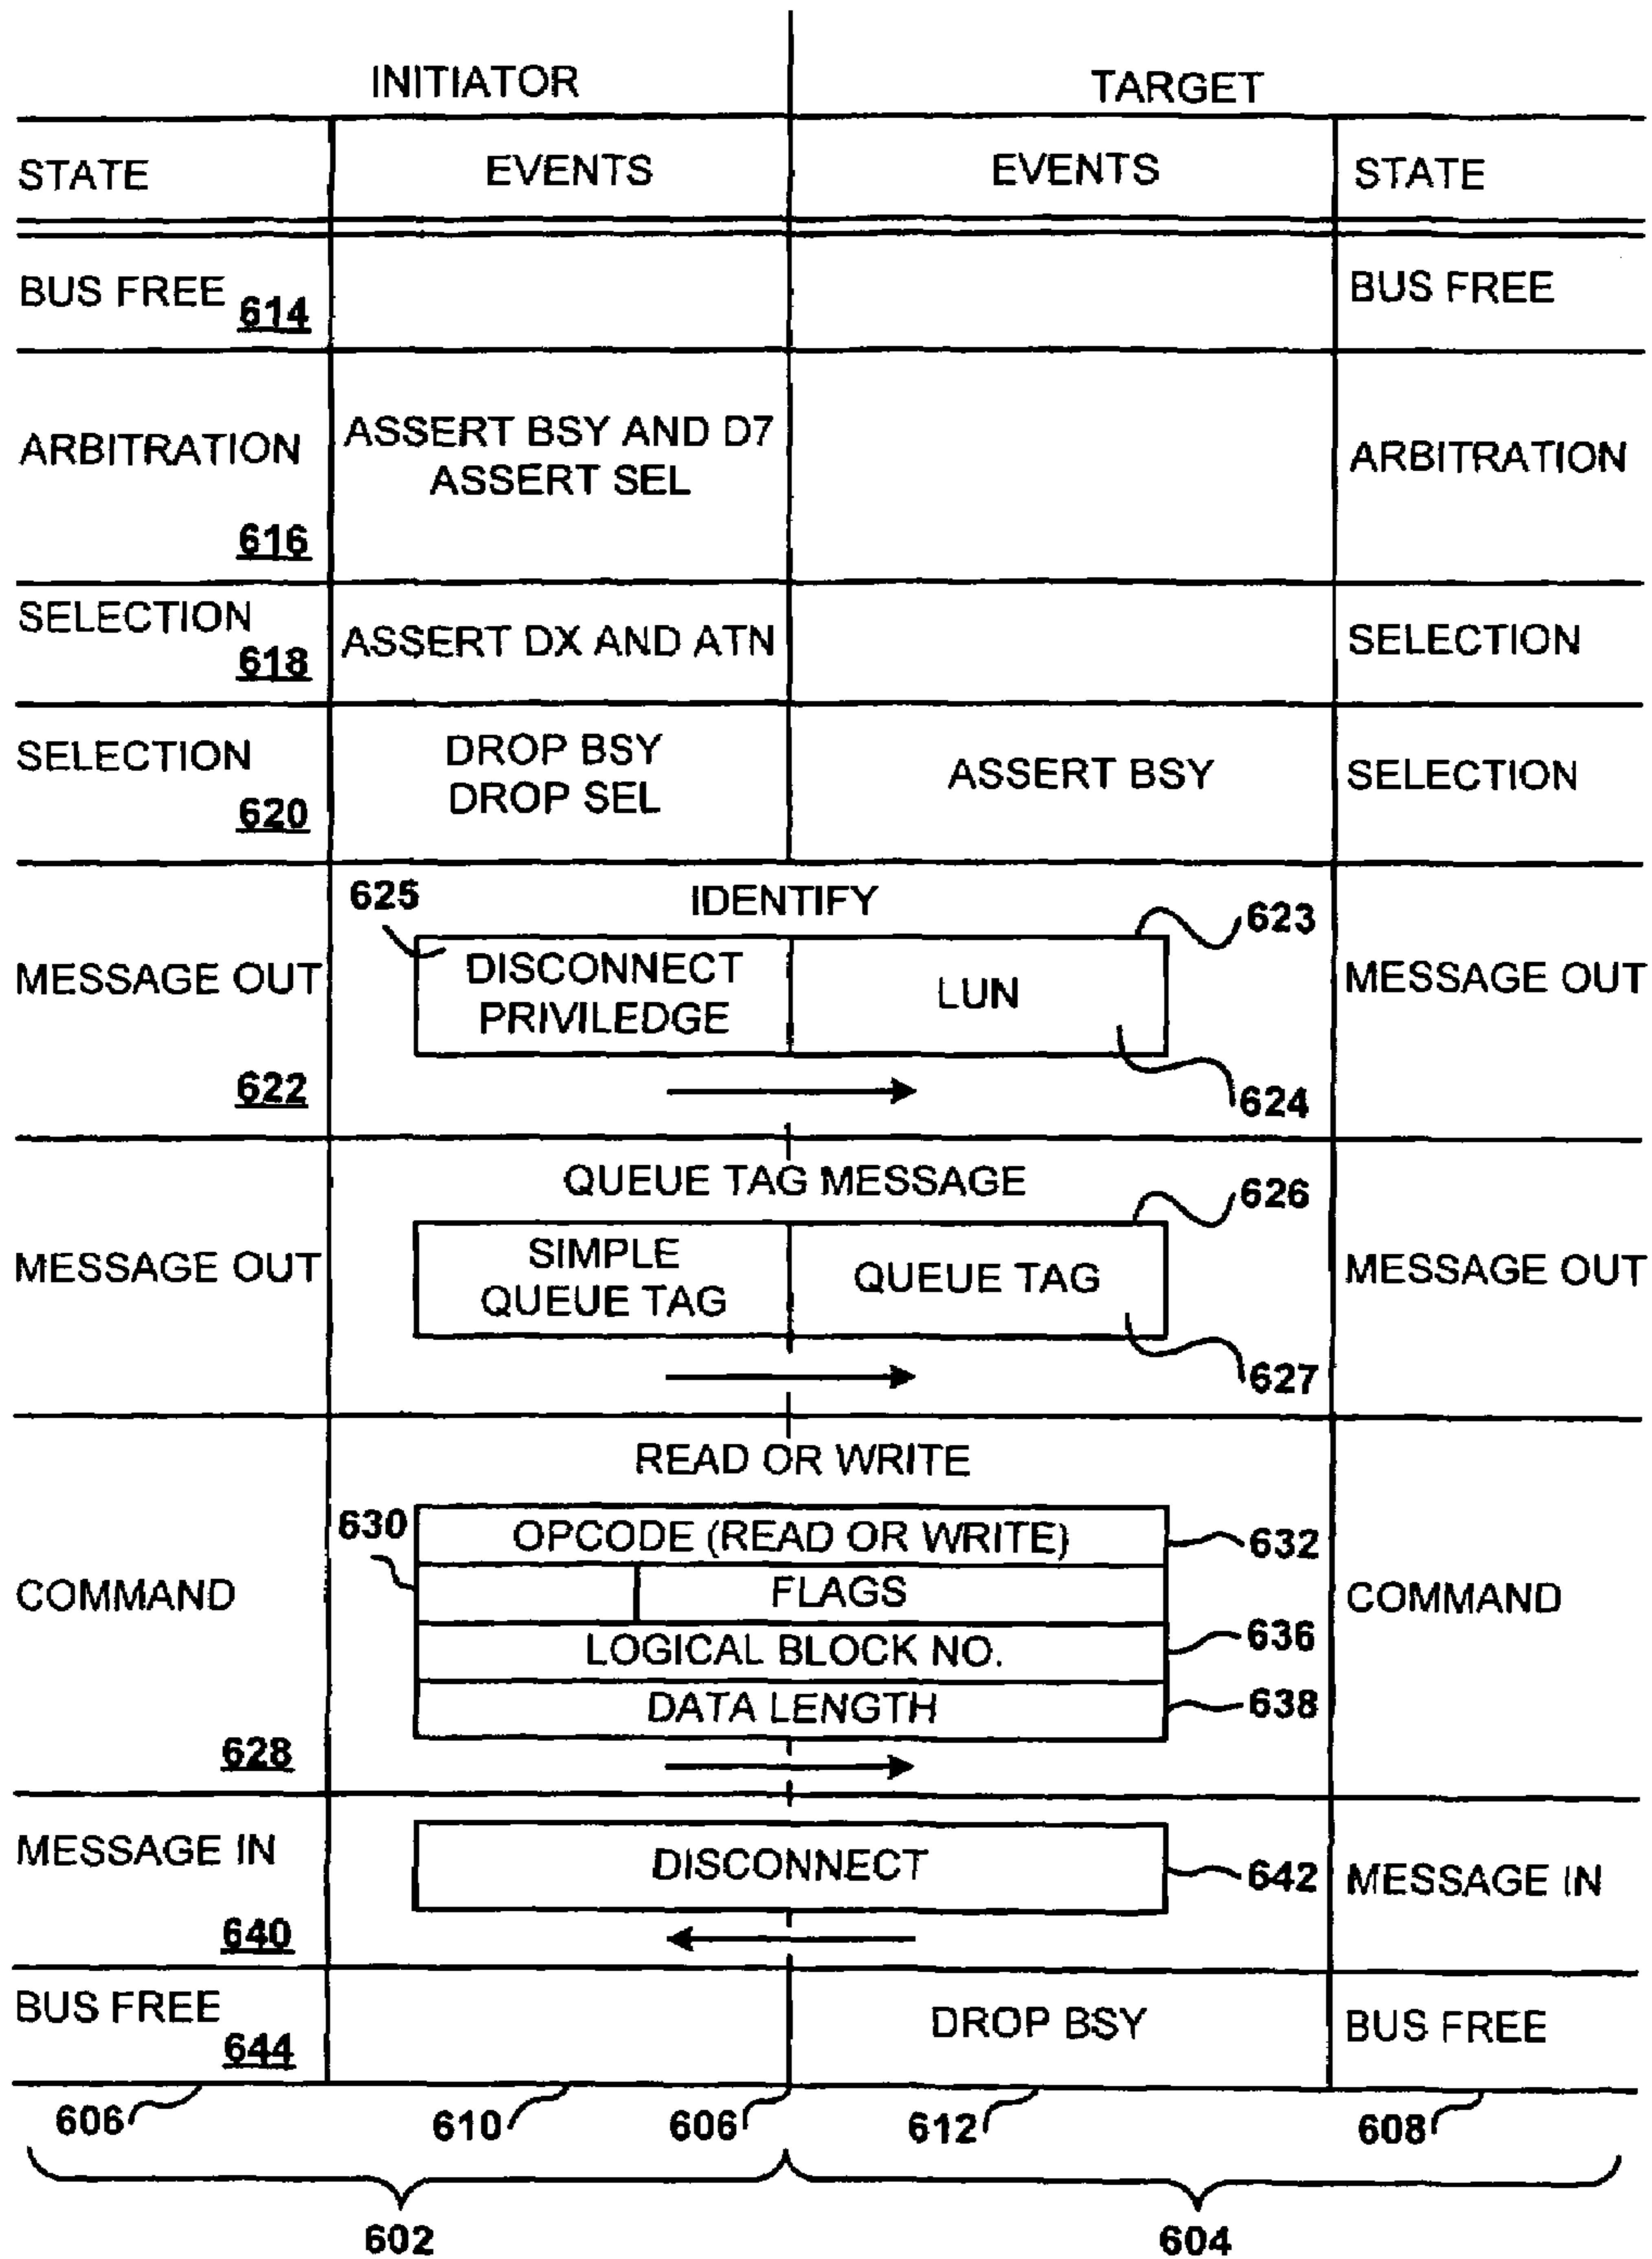 INITIATOR TARGET
STATE EVENTS EVENTS STATE
BUS FREE 614 BUS FREE
ARBITRATION ASSERT BSY AND D7 ARBITRATION
ASSERT SEL
616
SELECTION 618 ASSERT DX AND ATN SELECTION
SELECTION DROP BSY ASSERT BSY SELECTION
DROP SEL
620
625 IDENTIFY 623
MESSAGE OUT DISCONNECT LUN MESSAGE OUT
PRIVILEDGE
622 624
QUEUE TAG MESSAGE 626
MESSAGE OUT SIMPLE QUEUE TAG MESSAGE OUT
QUEUE TAG
627
READ OR WRITE
630 OPCODE (READ OR WRITE) 632
COMMAND FLAGS COMMAND
LOGICAL BLOCK NO. 636
DATA LENGTH 638
628
MESSAGE IN DISCONNECT 642 MESSAGE IN
640
BUS FREE DROP BSY BUS FREE
644
606 610 606 612 608
602 604